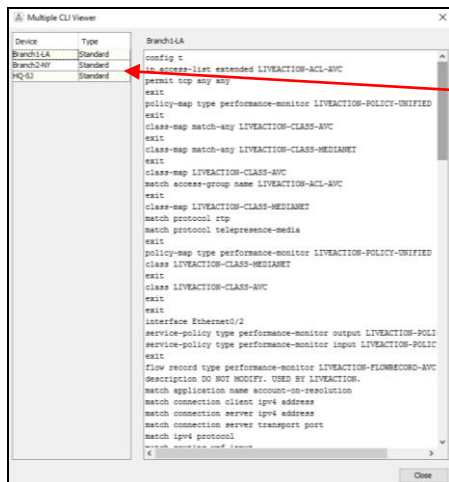 Multiple CLI Viewer
Device Type
Branch1-LA Standard
Branch2-NY Standard
HQ-SJ Standard
Branch1-LA
config t
ip access-list extended LIVEACTION-ACL-AVC
permit tcp any any
exit
policy-map type performance-monitor LIVEACTION-POLICY-UNIFIED
exit
class-map match-any LIVEACTION-CLASS-AVC
exit
class-map match-any LIVEACTION-CLASS-MEDIANET
exit
class-map LIVEACTION-CLASS-AVC
match access-group name LIVEACTION-ACL-AVC
exit
class-map LIVEACTION-CLASS-MEDIANET
match protocol rtp
match protocol telepresence-media
exit
policy-map type performance-monitor LIVEACTION-POLICY-UNIFIED
class LIVEACTION-CLASS-MEDIANET
exit
class LIVEACTION-CLASS-AVC
exit
exit
interface Ethernet0/2
service-policy type performance-monitor output LIVEACTION-POLI
service-policy type performance-monitor input LIVEACTION-POLIC
exit
flow record type performance-monitor LIVEACTION-FLOWRECORD-AVC
description DO NOT MODIFY. USED BY LIVEACTION.
match application name account-on-resolution
match connection client ipv4 address
match connection server ipv4 address
match connection server transport port
match ipv4 protocol
match routing vrf input
Close